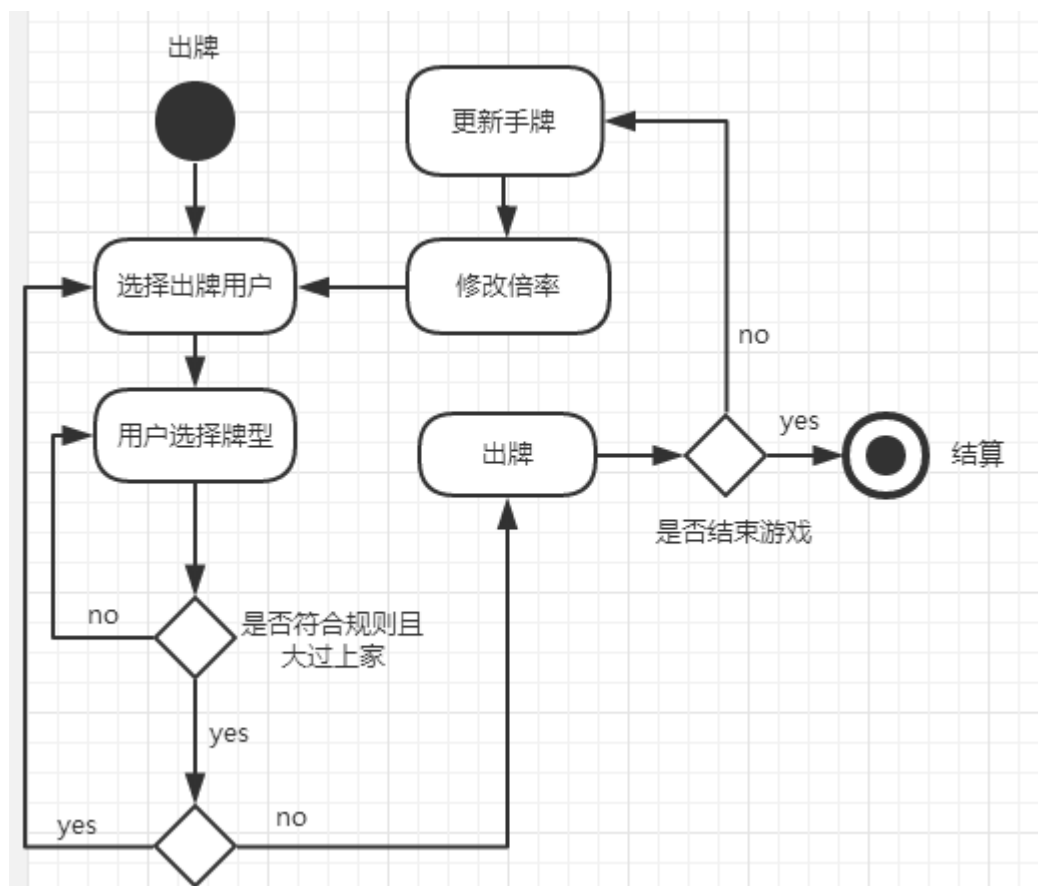 出牌
更新手牌
选择出牌用户
修改倍率
no
用户选择牌型
出牌
yes
结算
是否结束游戏
no
是否符合规则且
大过上家
yes
yes
no